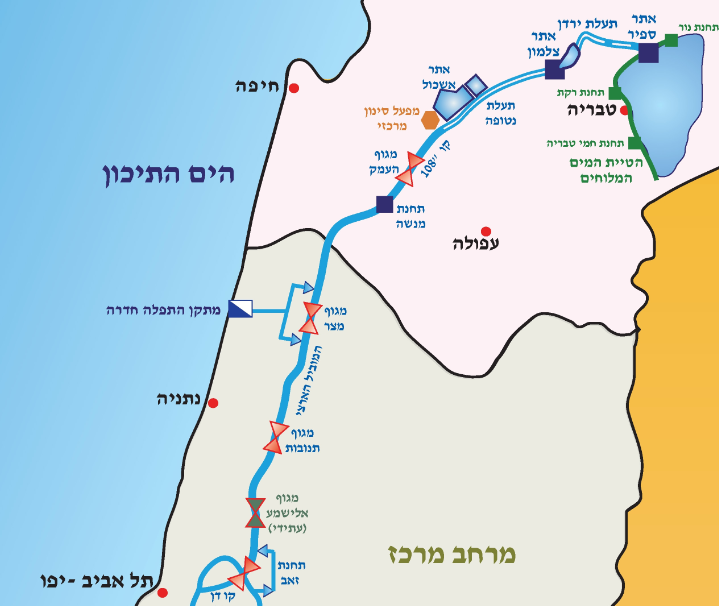 תחנת נור
אתר
ספיר
תעלת ירדן
אתר
צלמון
אתר
אשכול
תחנת רקת
טבריה
תעלת
נטופה
מפעל סינון
מרכזי
חיפה
קו 108"
תחנת חמי טבריה
הטיית המים
המלוחים
מגוף
העמק
הים התיכון
תחנת
מנשה
עפולה
מתקן התפלה חדרה
מגוף
מצר
המוביל הארצי
נתניה
מגוף
תנובות
מגוף
אלישמע
(עתידי)
מרחב מרכז
תחנת
זאב
תל אביב -יפו
קו דן